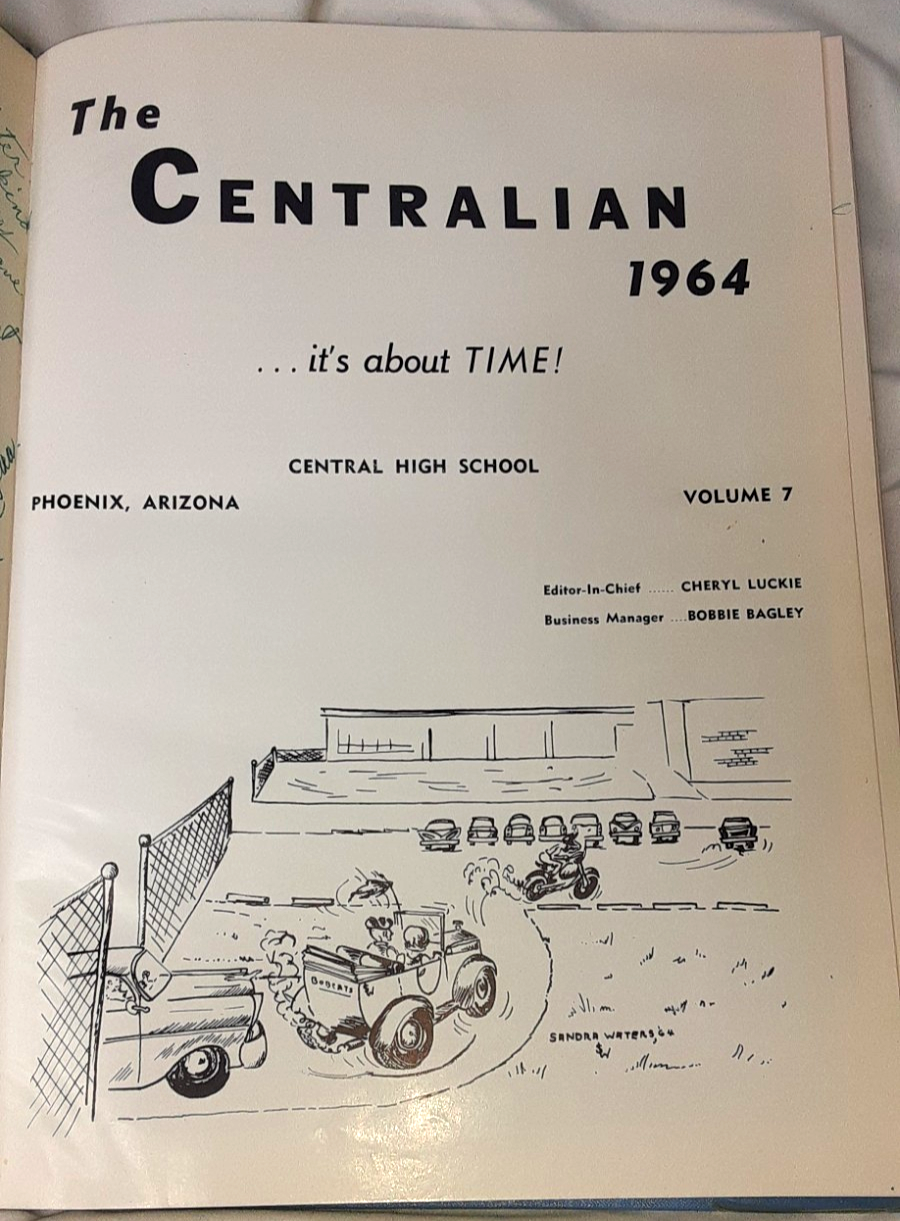 The
CENTRALIAN
1964
... it's about TIME!
CENTRAL HIGH SCHOOL
PHOENIX, ARIZONA
VOLUME 7
Editor-In-Chief ...... CHERYL LUCKIE
Business Manager ....BOBBIE BAGLEY
BOBCATS
SANDRA WATERS, '64
SW